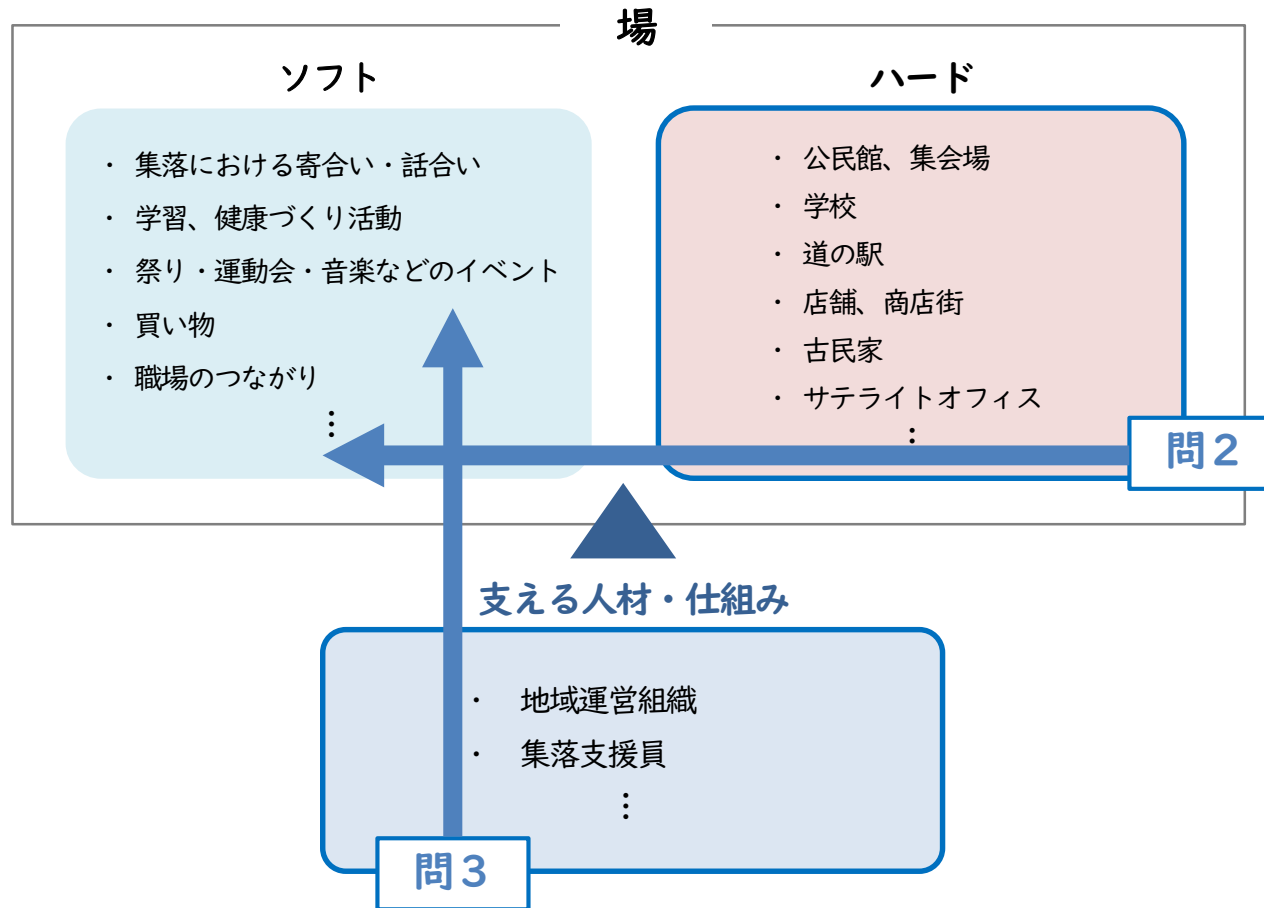 場
ソフト
・ 集落における寄合い・話合い
・ 学習、健康づくり活動
・ 祭り・運動会・音楽などのイベント
・ 買い物
・ 職場のつながり
⋮
ハード
・ 公民館、集会場
・ 学校
・ 道の駅
・ 店舗、商店街
・ 古民家
・ サテライトオフィス
⋮
問2
支える人材・仕組み
・ 地域運営組織
・ 集落支援員
⋮
問3